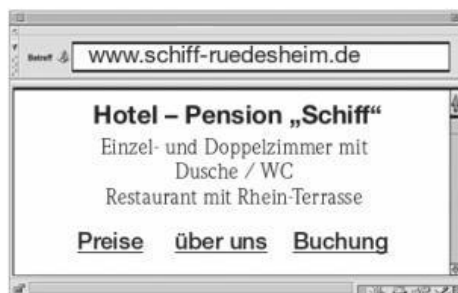 Betreff www.schiff-ruedesheim.de
Hotel – Pension „Schiff“
Einzel- und Doppelzimmer mit
Dusche / WC
Restaurant mit Rhein-Terrasse
Preise über uns Buchung